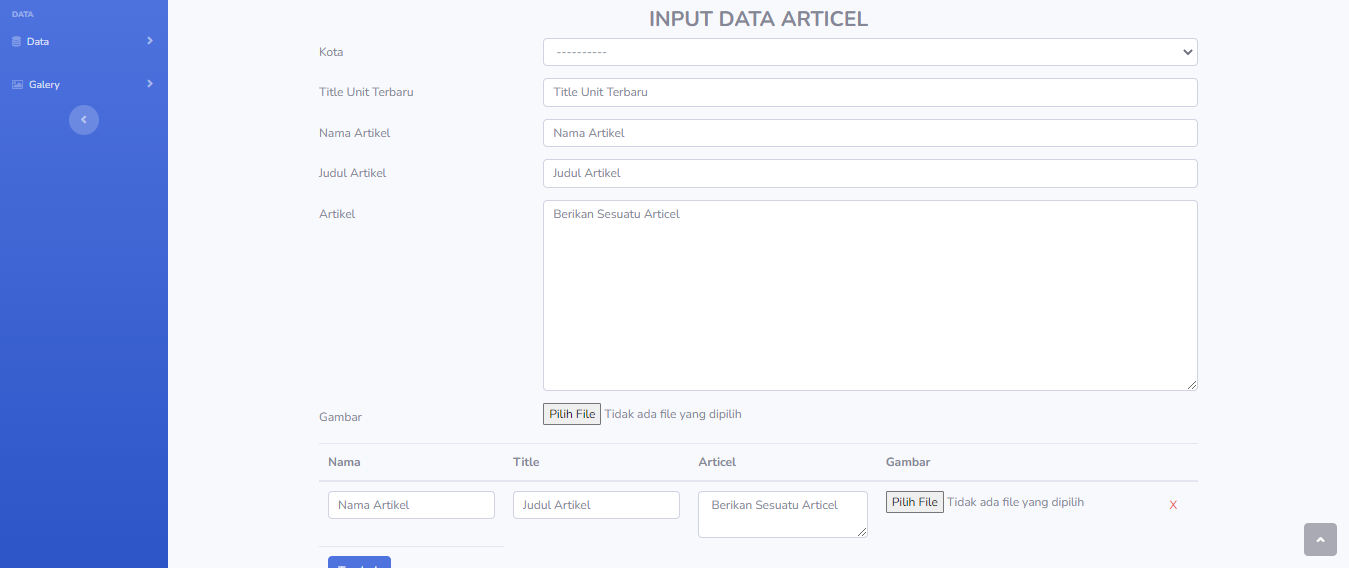 DATA
Data
Galery
INPUT DATA ARTICEL
Kota
----------
Title Unit Terbaru
Title Unit Terbaru
Nama Artikel
Nama Artikel
Judul Artikel
Judul Artikel
Artikel
Berikan Sesuatu Articel
Gambar
Pilih File Tidak ada file yang dipilih
Nama Title Articel Gambar
Nama Artikel Judul Artikel Berikan Sesuatu Articel Pilih File Tidak ada file yang dipilih X